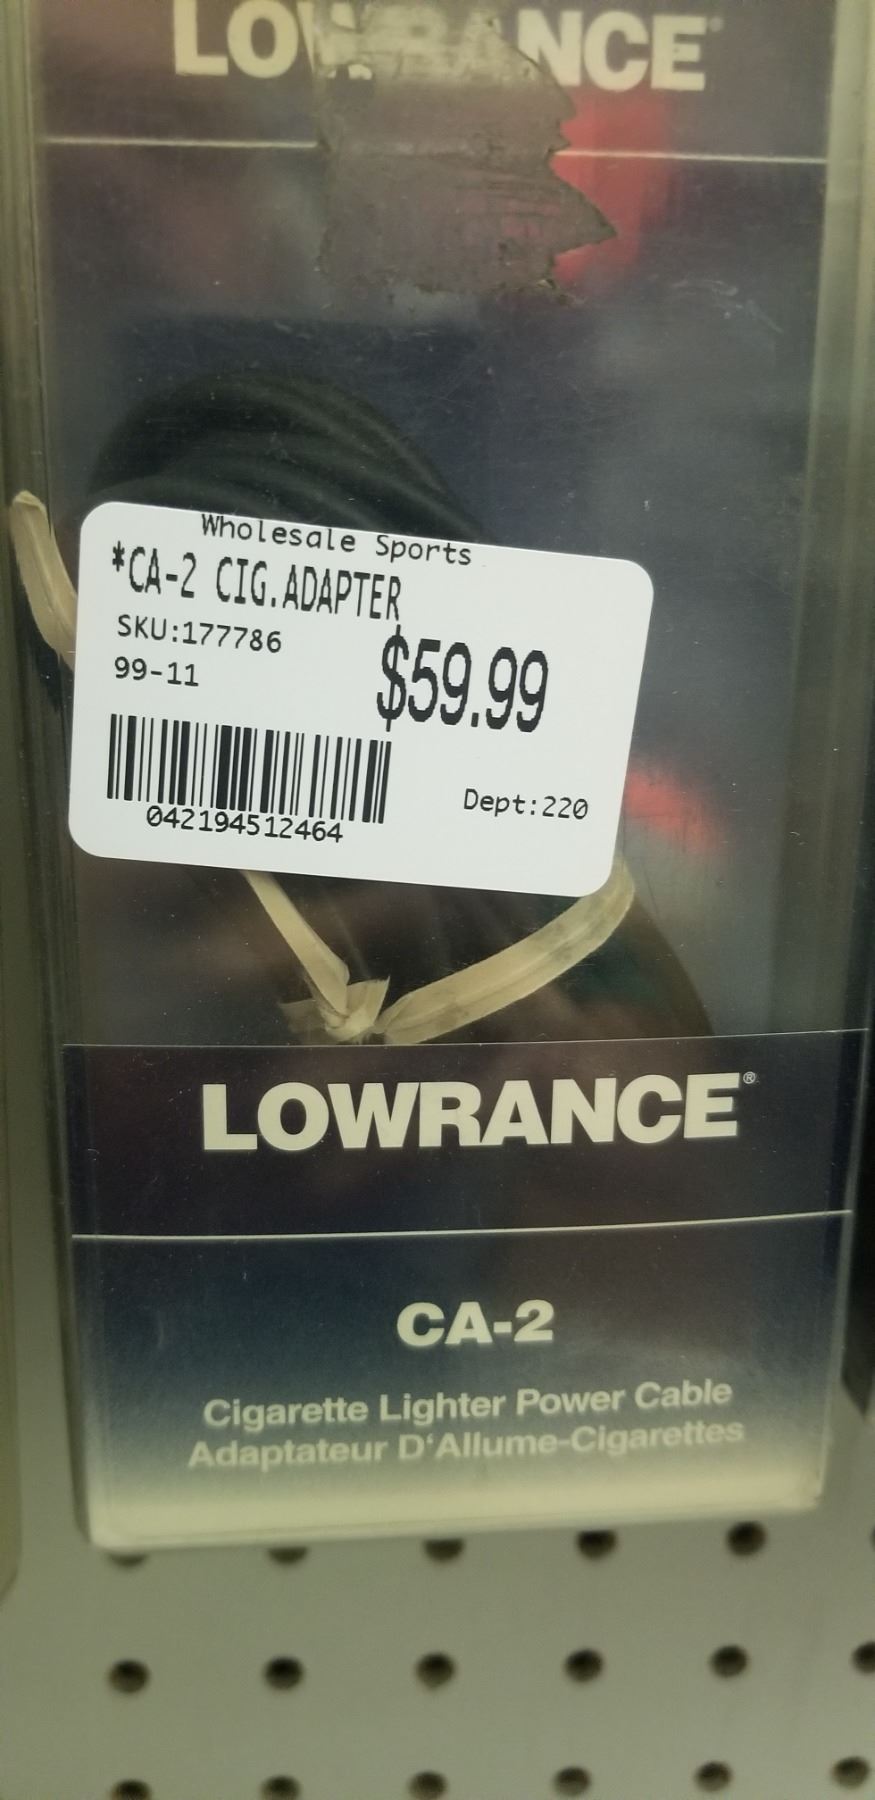 LOWRANCE
Wholesale Sports
*CA-2 CIG.ADAPTER
SKU:177786
$59.99
99-11
Dept:220
042194512464
LOWRANCE®
CA-2
Cigarette Lighter Power Cable
Adaptateur D'Allume-Cigarettes